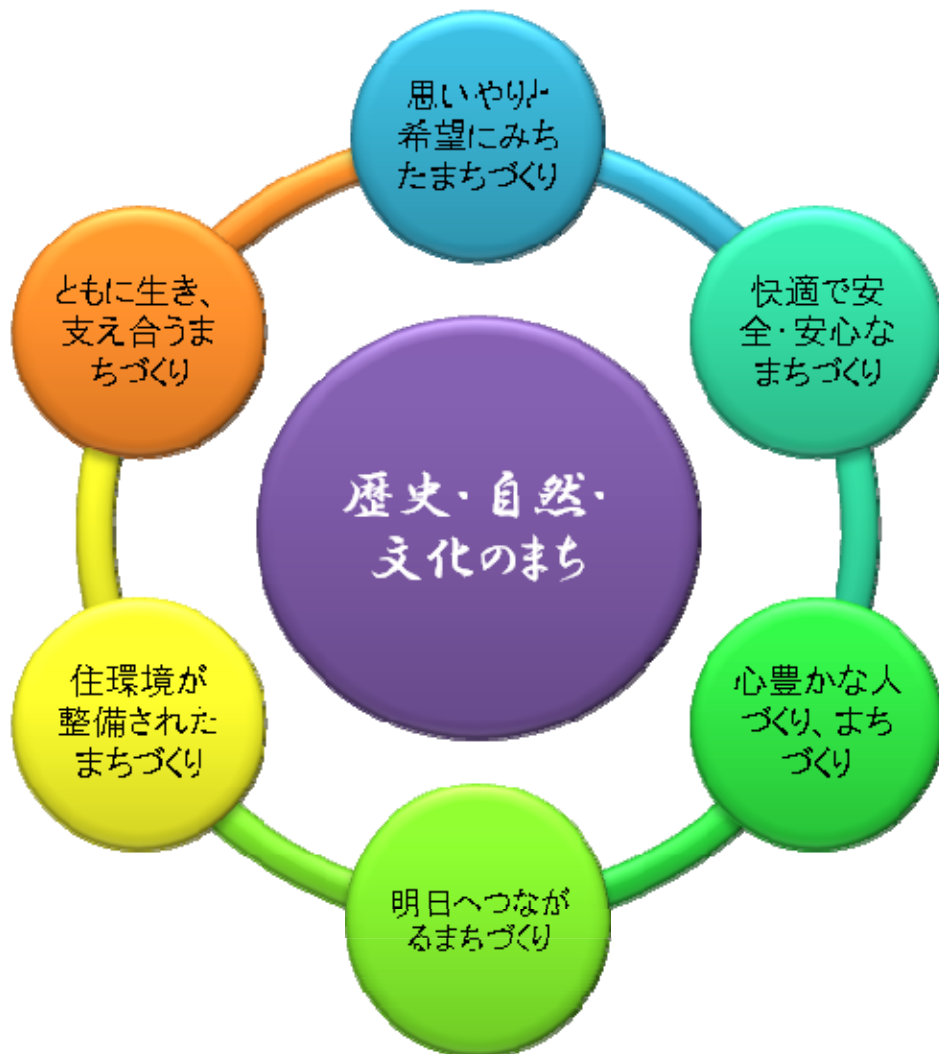 思いやりと
希望にみち
たまちづくり
快適で安
全・安心な
まちづくり
心豊かな人
づくり、まち
づくり
明日へつなが
るまちづくり
住環境が
整備された
まちづくり
ともに生き、
支え合うま
ちづくり
歴史・自然・
文化のまち